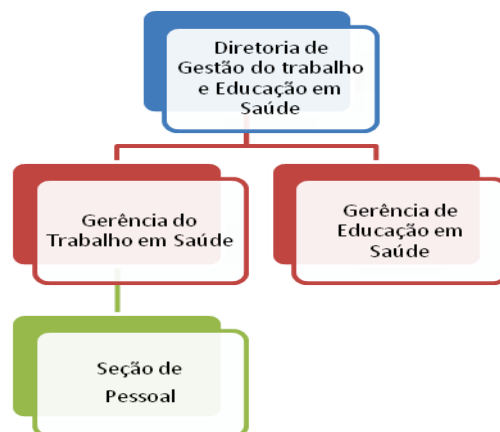 Diretoria de
Gestão do trabalho
e Educação em
Saúde
Gerência do
Trabalho em Saúde
Gerência de
Educação em
Saúde
Seção de
Pessoal